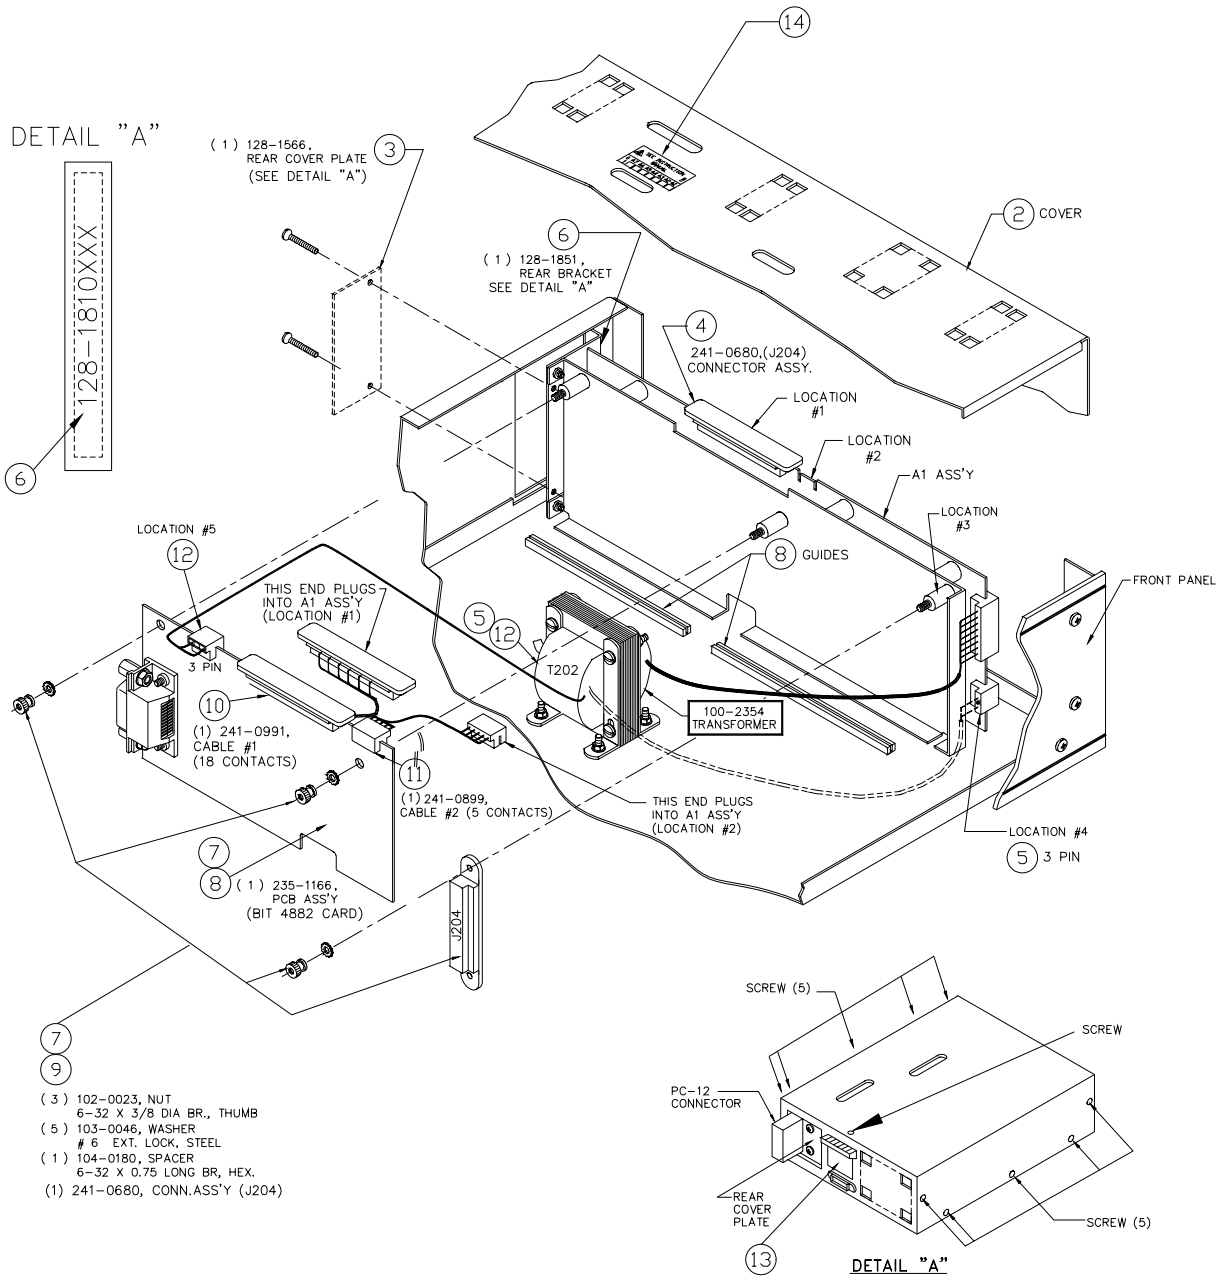 14
DETAIL "A"
( 1 ) 128-1566,
REAR COVER PLATE
(SEE DETAIL "A")
3
128-1810XXX
6
2 COVER
6
( 1 ) 128-1851,
REAR BRACKET
SEE DETAIL "A"
4
241-0680,(J204)
CONNECTOR ASSY.
LOCATION
#1
LOCATION
#2
A1 ASS'Y
LOCATION
#3
LOCATION #5
12
8 GUIDES
FRONT PANEL
THIS END PLUGS
INTO A1 ASS'Y
(LOCATION #1)
5
12
3 PIN
T202
10
100-2354
TRANSFORMER
(1) 241-0991,
CABLE #1
(18 CONTACTS)
11
(1) 241-0899,
CABLE #2 (5 CONTACTS)
THIS END PLUGS
INTO A1 ASS'Y
(LOCATION #2)
LOCATION #4
5 3 PIN
7
8
( 1 ) 235-1166,
PCB ASS'Y
(BIT 4882 CARD)
J204
7
9
( 3 ) 102-0023, NUT
6-32 X 3/8 DIA BR., THUMB
( 5 ) 103-0046, WASHER
# 6 EXT. LOCK, STEEL
( 1 ) 104-0180, SPACER
6-32 X 0.75 LONG BR, HEX.
(1) 241-0680, CONN.ASS'Y (J204)
SCREW (5)
SCREW
PC-12
CONNECTOR
REAR
COVER
PLATE
13
SCREW (5)
DETAIL "A"